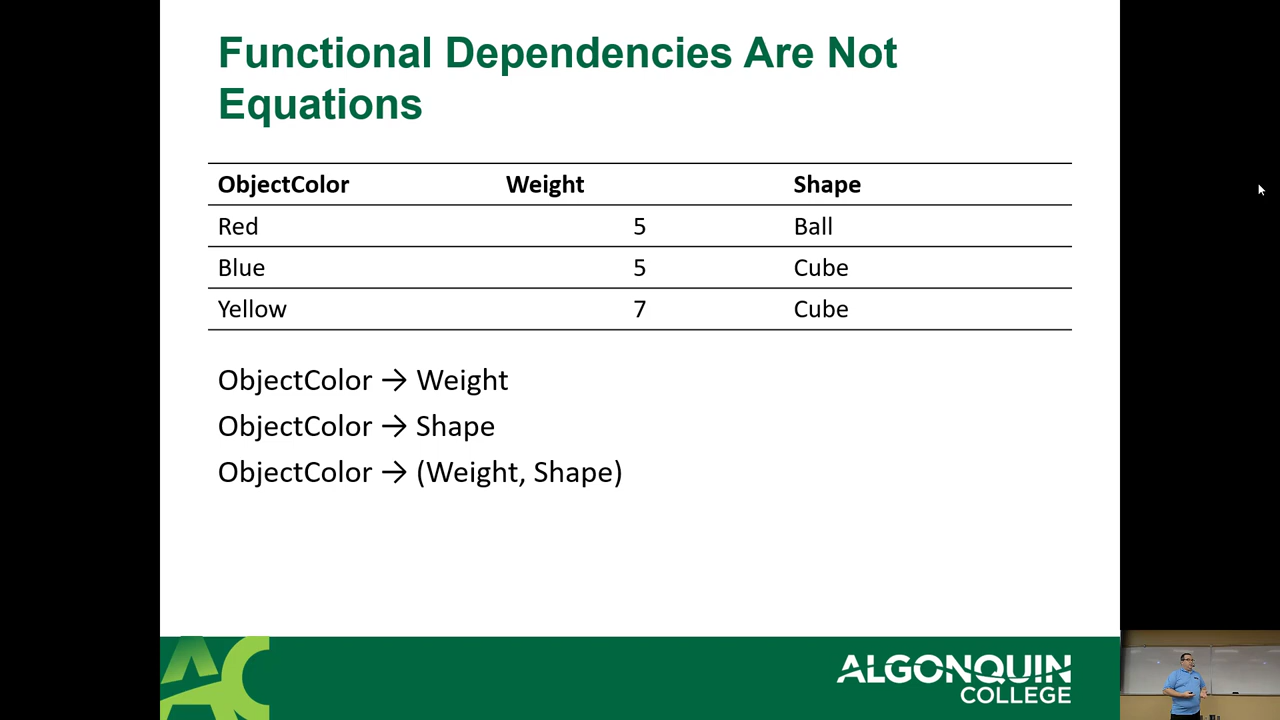 Functional Dependencies Are Not
Equations
ObjectColor Weight Shape
Red 5 Ball
Blue 5 Cube
Yellow 7 Cube
ObjectColor → Weight
ObjectColor → Shape
ObjectColor → (Weight, Shape)
AC
ALGONQUIN
COLLEGE